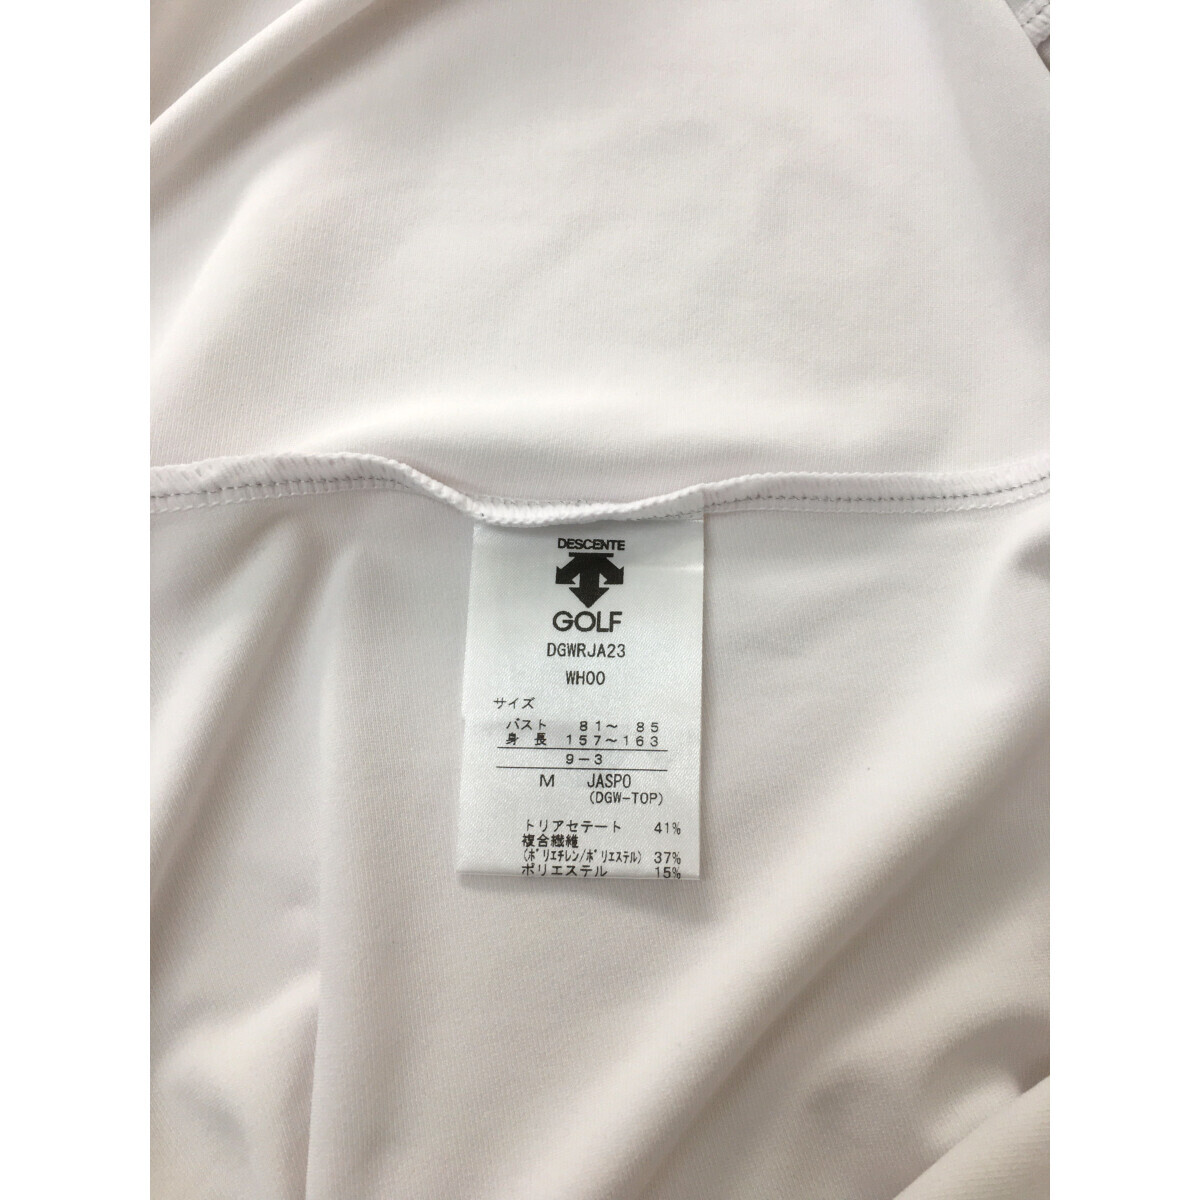 DESCENTE
GOLF
DGWRJA23
WH00
サイズ
バスト 81～ 85
身 長 157～163
9-3
M JASPO
(DGW-TOP)
トリアセテート 41%
複合繊維
(ﾎﾟﾘｴﾁﾚﾝ/ﾎﾟﾘｴｽﾃﾙ) 37%
ポリエステル 15%